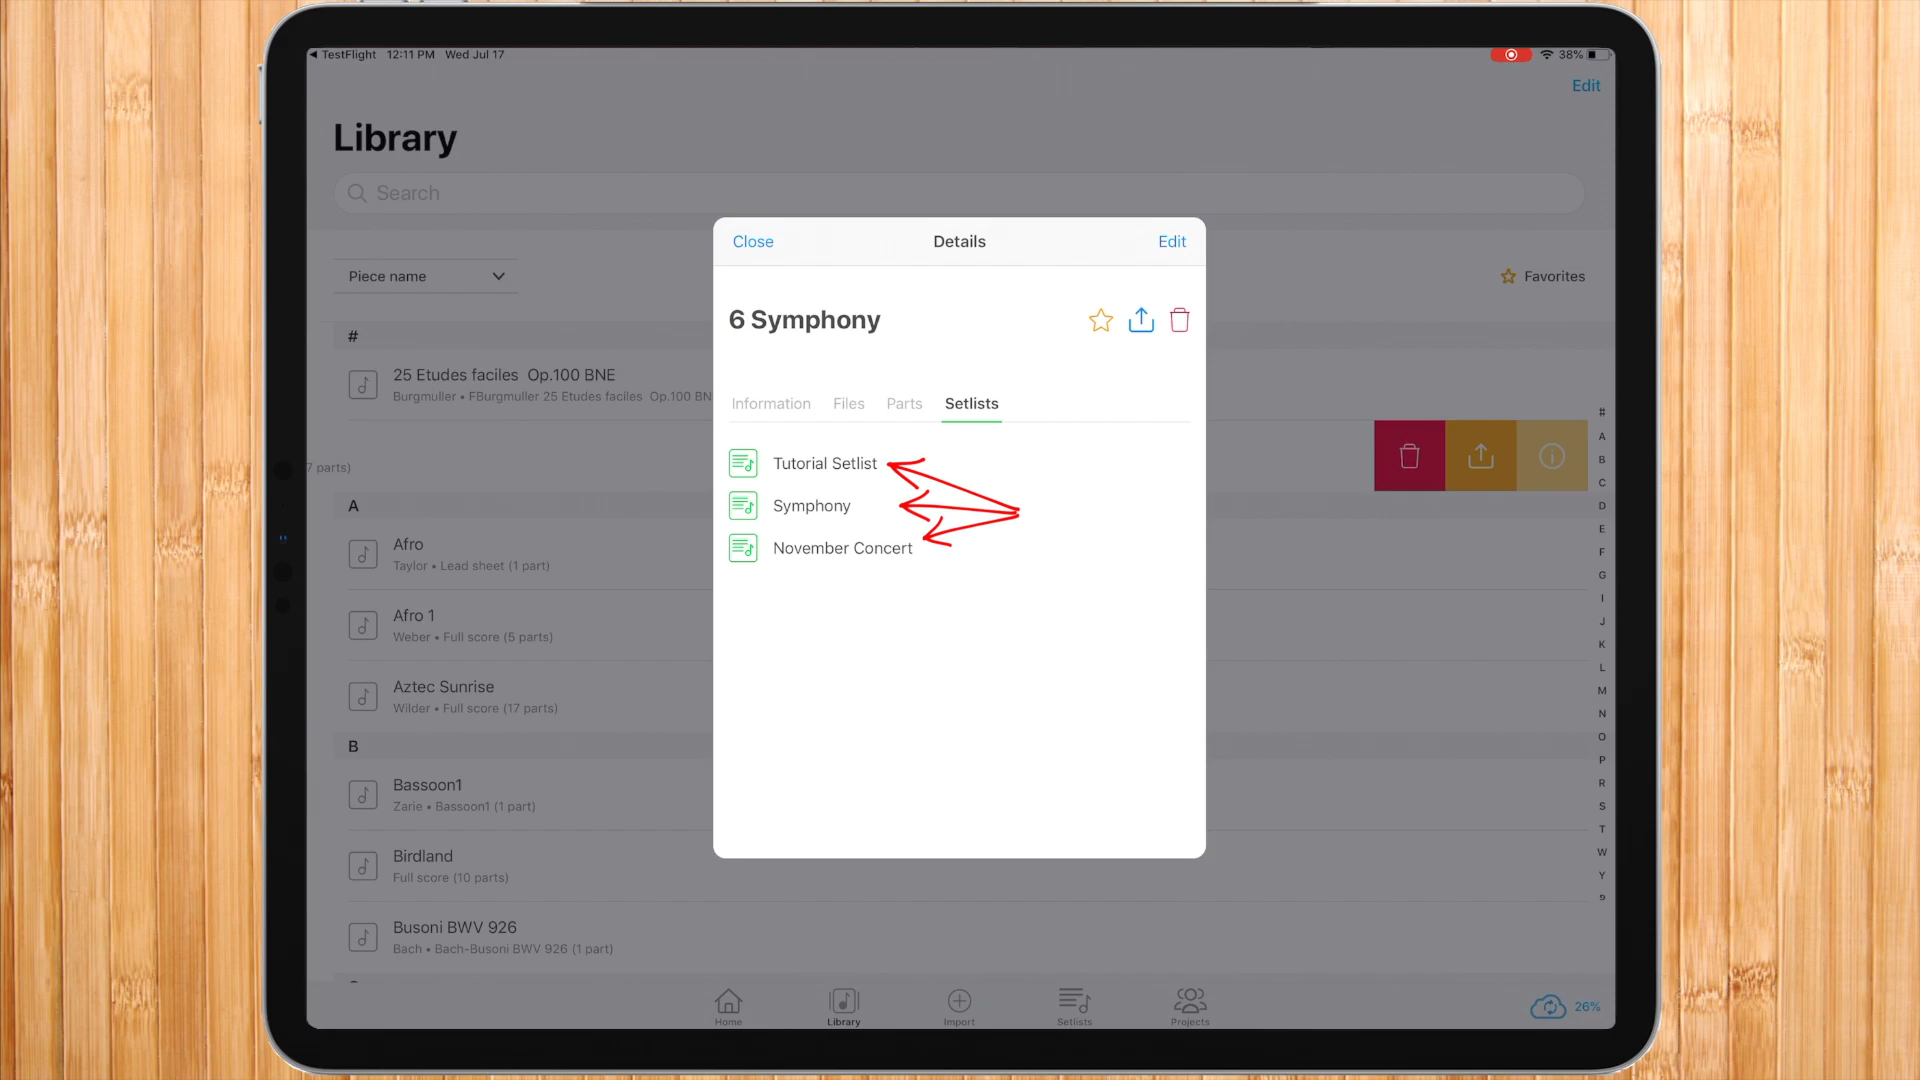 ◀ TestFlight 12:11 PM Wed Jul 17
38%
Edit
Library
Search
Piece name
Favorites
#
25 Etudes faciles Op.100 BNE
Burgmuller • FBurgmuller 25 Etudes faciles Op.100 BN
7 parts)
A
Afro
Taylor • Lead sheet (1 part)
Afro 1
Weber • Full score (5 parts)
Aztec Sunrise
Wilder • Full score (17 parts)
B
Bassoon1
Zarie • Bassoon1 (1 part)
Birdland
Full score (10 parts)
Busoni BWV 926
Bach • Bach-Busoni BWV 926 (1 part)
Close
Details
Edit
6 Symphony
Information
Files
Parts
Setlists
Tutorial Setlist
Symphony
November Concert
#
A
B
C
D
E
F
G
I
J
K
L
M
N
O
P
R
S
T
W
Y
Home
Library
Import
Setlists
Projects
26%